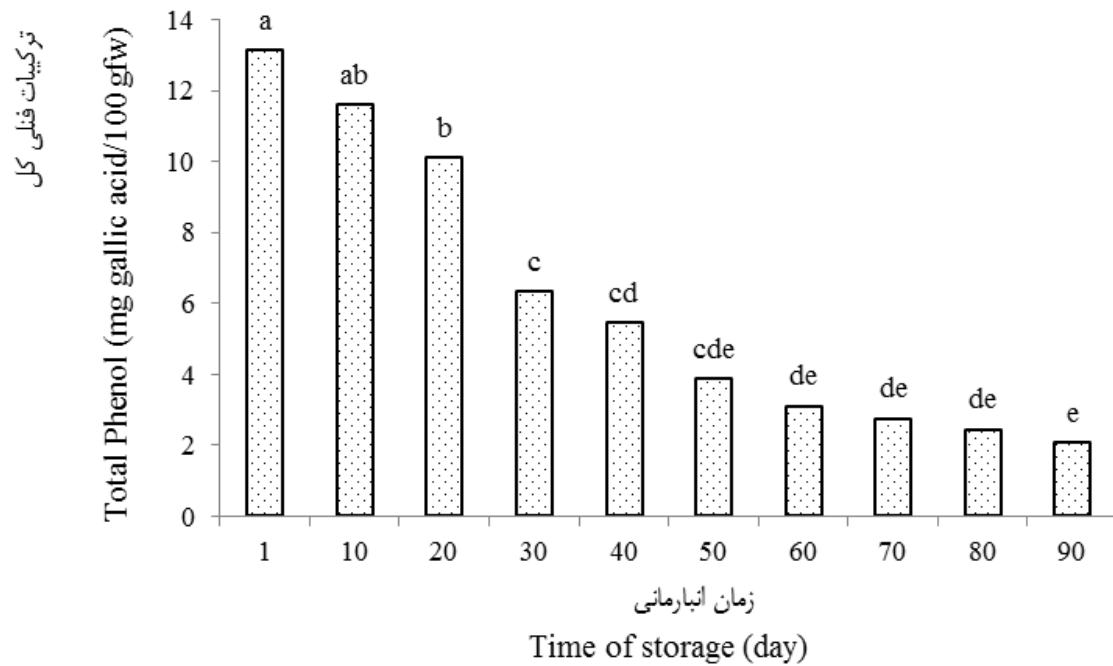 ترکیبات فنلی کل
Total Phenol (mg gallic acid/100 gfw)
14
12
10
8
6
4
2
0
a
ab
b
c
cd
cde
de
de
de
e
1 10 20 30 40 50 60 70 80 90
زمان انبارمانی
Time of storage (day)